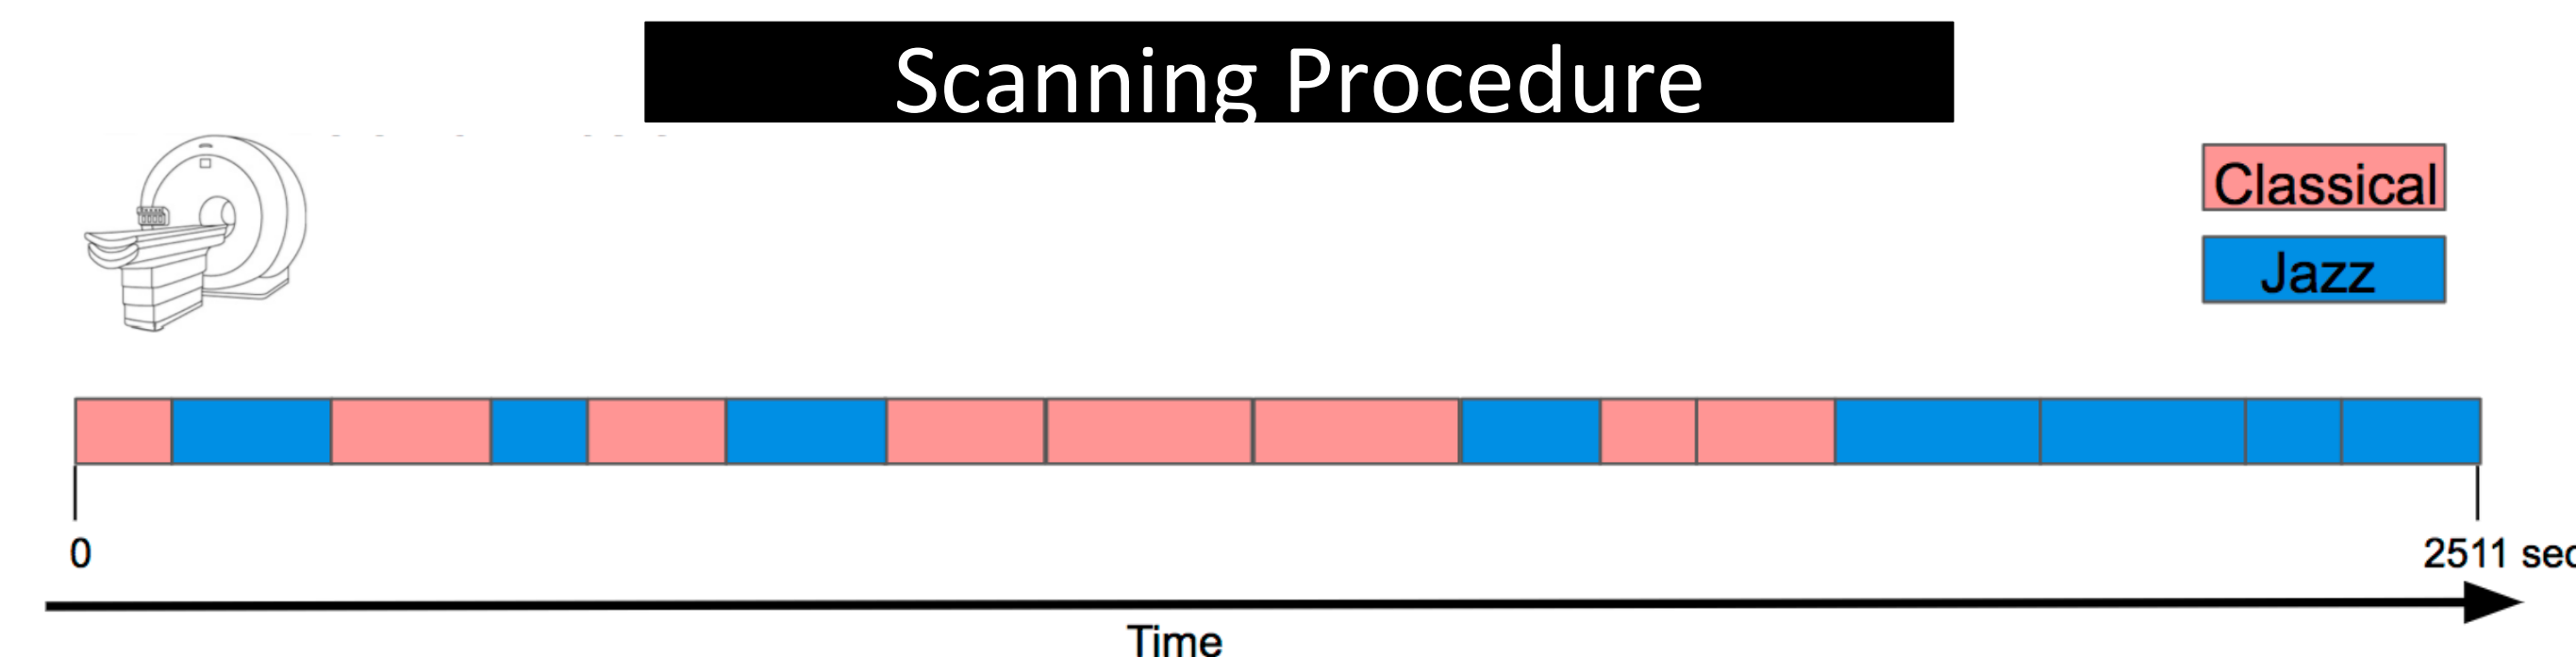 Scanning Procedure
Classical
Jazz
0
2511 sec
Time